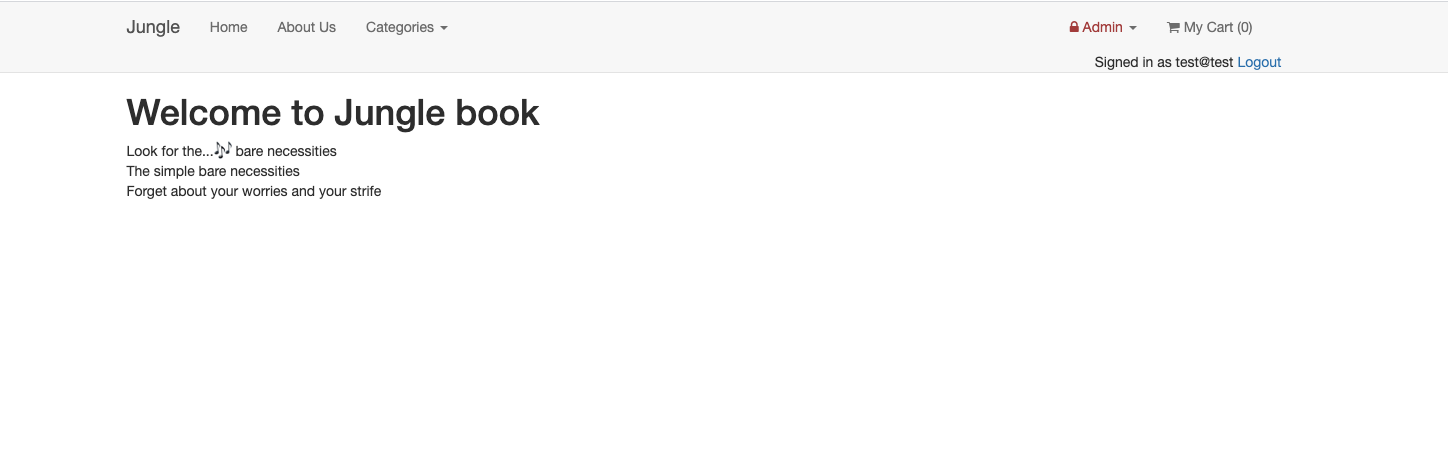 Jungle Home About Us Categories Admin My Cart (0)
Signed in as test@test Logout
Welcome to Jungle book
Look for the...🎶 bare necessities
The simple bare necessities
Forget about your worries and your strife